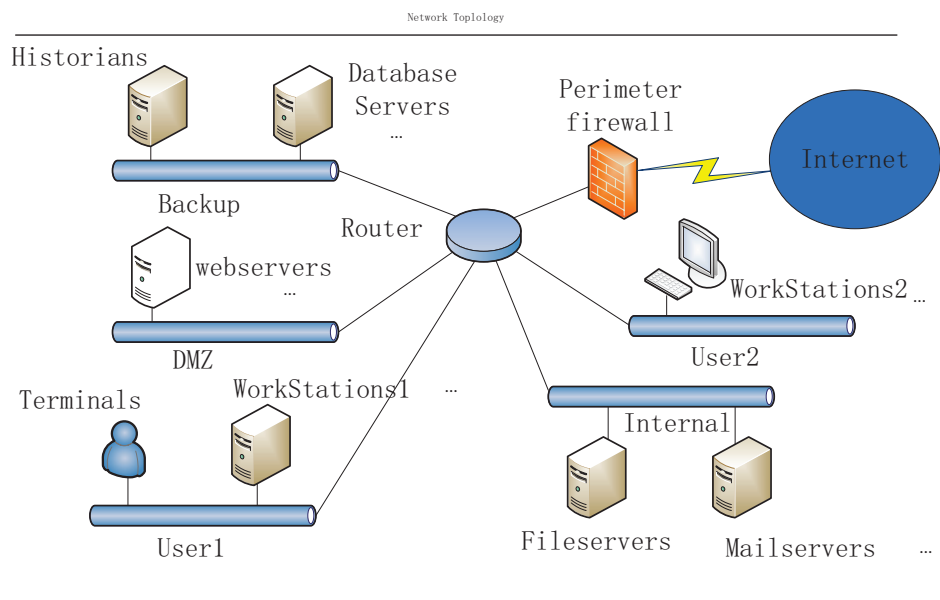 Network Toplology
Historians
Database
Servers
…
Perimeter
firewall
Internet
Backup
Router
webservers
…
WorkStations2 …
DMZ
User2
WorkStations1 …
Terminals
Internal
User1
Fileservers
Mailservers …